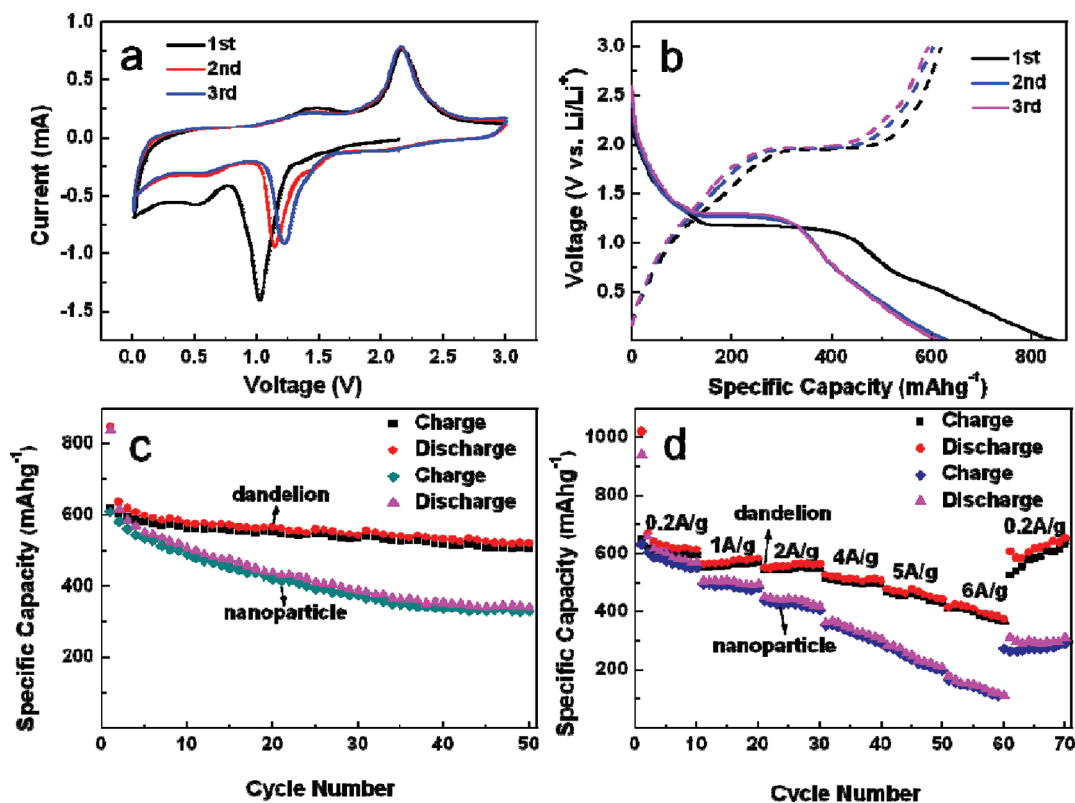 a
1st
2nd
3rd
1.0
0.5
0.0
-0.5
-1.0
-1.5
Current (mA)
0.0 0.5 1.0 1.5 2.0 2.5 3.0
Voltage (V)
b
1st
2nd
3rd
3.0
2.5
2.0
1.5
1.0
0.5
Voltage (V vs. Li/Li⁺)
0 200 400 600 800
Specific Capacity (mAhg⁻¹)
c
Charge
Discharge
Charge
Discharge
dandelion
nanoparticle
800
600
400
200
Specific Capacity (mAhg⁻¹)
0 10 20 30 40 50
Cycle Number
d
Charge
Discharge
Charge
Discharge
0.2A/g
dandelion
1A/g
2A/g
4A/g
5A/g
6A/g
0.2A/g
nanoparticle
1000
800
600
400
200
Specific Capacity (mAhg⁻¹)
0 10 20 30 40 50 60 70
Cycle Number